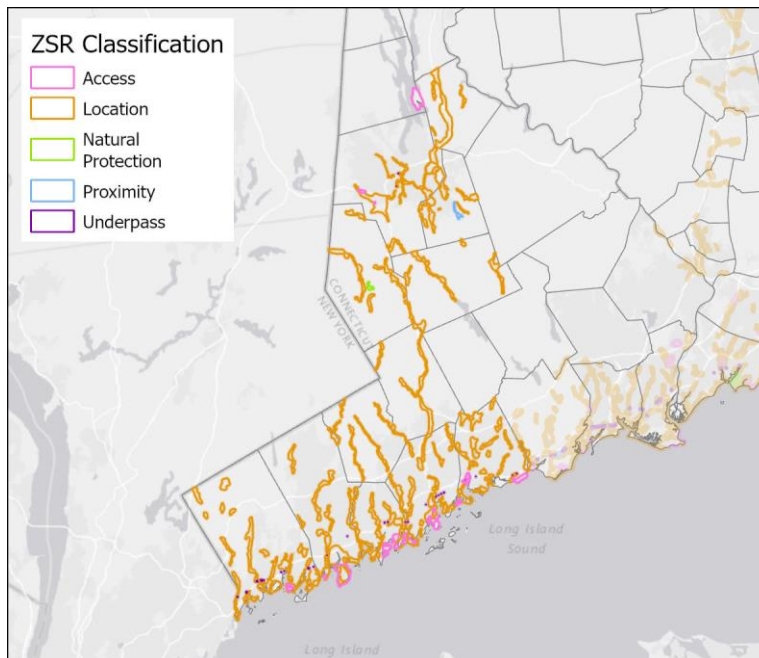 ZSR Classification
Access
Location
Natural
Protection
Proximity
Underpass
CONNECTICUT
NEW YORK
Long Island
Sound
Long Island